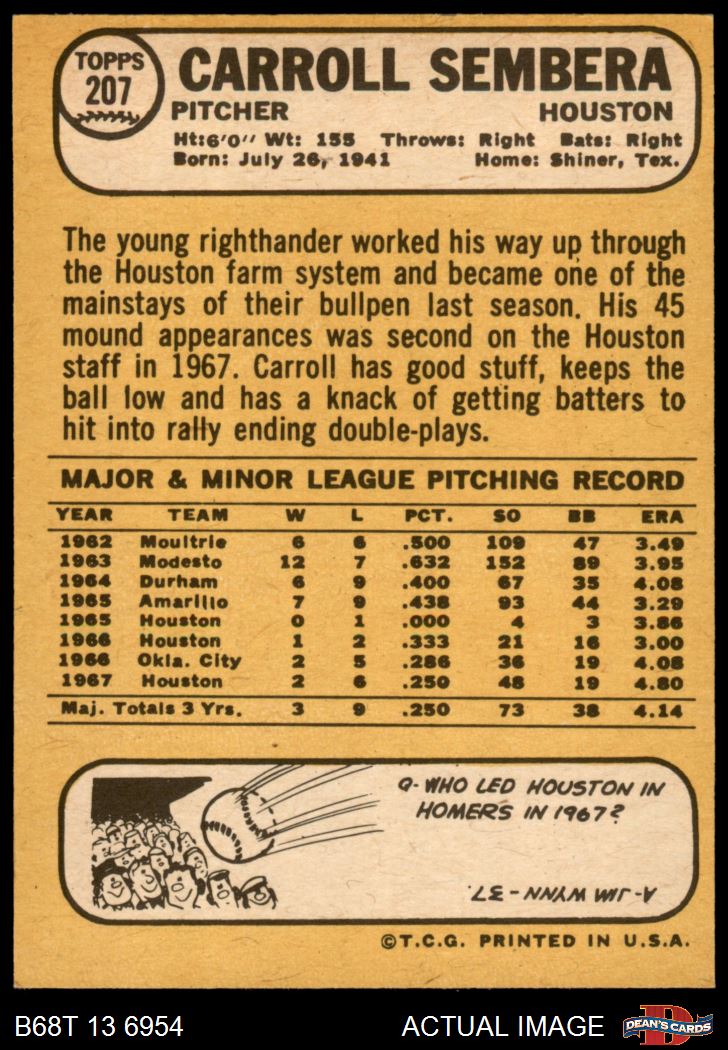 TOPPS
207
CARROLL SEMBERA
PITCHER HOUSTON
Ht:6'0" Wt: 155 Throws: Right Bats: Right
Born: July 26, 1941 Home: Shiner, Tex.
The young righthander worked his way up through
the Houston farm system and became one of the
mainstays of their bullpen last season. His 45
mound appearances was second on the Houston
staff in 1967. Carroll has good stuff, keeps the
ball low and has a knack of getting batters to
hit into rally ending double-plays.
MAJOR & MINOR LEAGUE PITCHING RECORD
YEAR TEAM W L PCT. SO BB ERA
1962 Moultrie 6 6 .500 109 47 3.49
1963 Modesto 12 7 .632 152 89 3.95
1964 Durham 6 9 .400 67 35 4.08
1965 Amarillo 7 9 .438 93 44 3.29
1965 Houston 0 1 .000 4 3 3.86
1966 Houston 1 2 .333 21 16 3.00
1966 Okla. City 2 5 .286 36 19 4.08
1967 Houston 2 6 .250 48 19 4.80
Maj. Totals 3 Yrs. 3 9 .250 73 38 4.14
Q- WHO LED HOUSTON IN
HOMERS IN 1967?
A- JIM WYNN - 37.
©T.C.G. PRINTED IN U.S.A.
B68T 13 6954 ACTUAL IMAGE D
DEAN'S CARDS